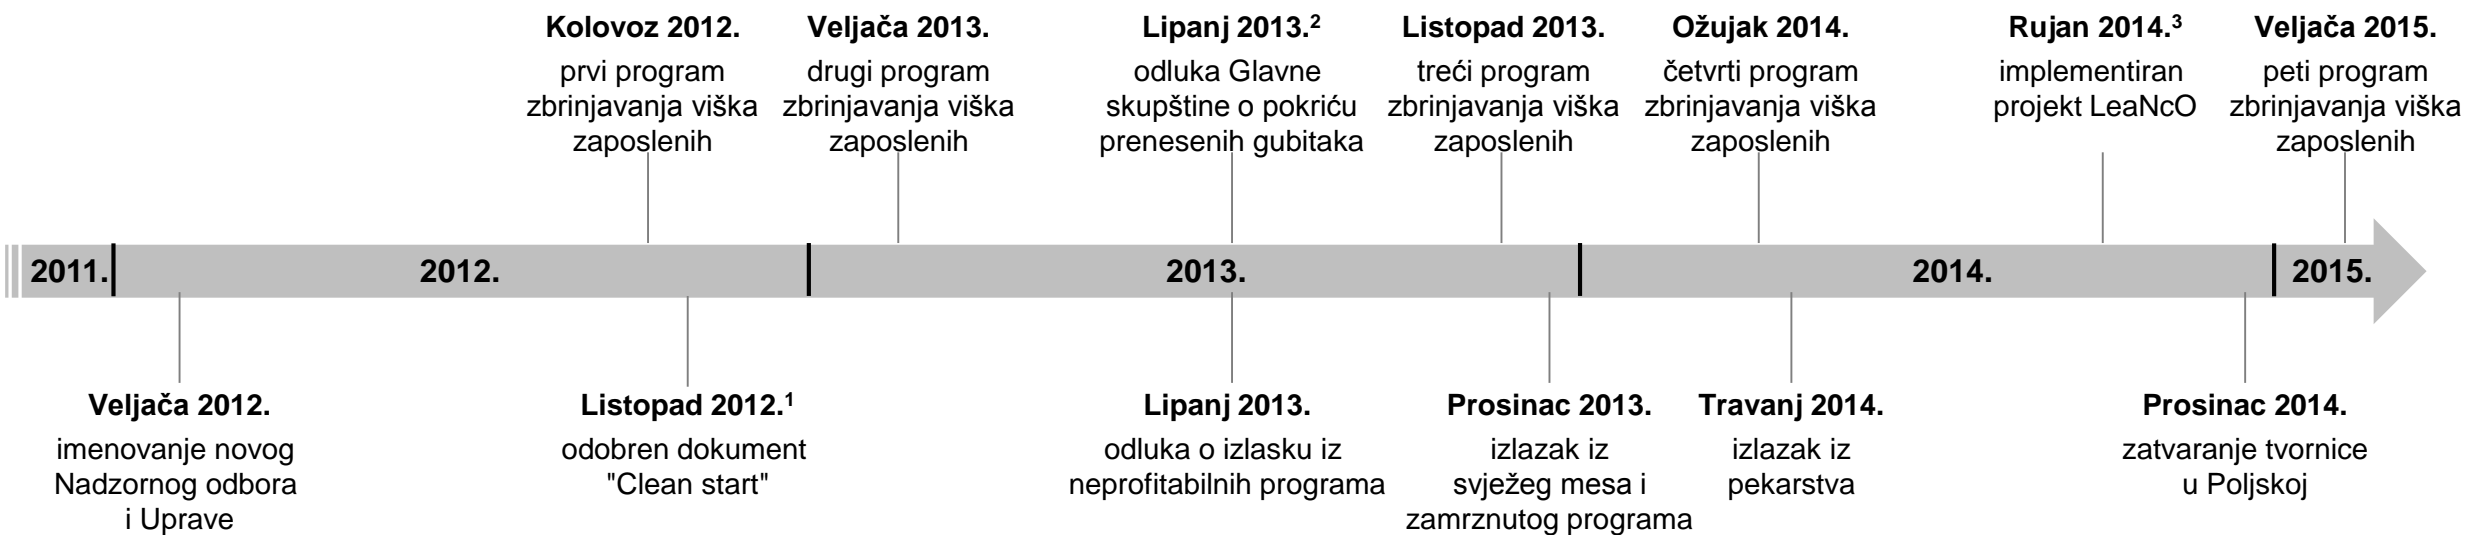 Kolovoz 2012.
prvi program
zbrinjavanja viška
zaposlenih
Veljača 2013.
drugi program
zbrinjavanja viška
zaposlenih
Lipanj 2013.²
odluka Glavne
skupštine o pokriću
prenesenih gubitaka
Listopad 2013.
treći program
zbrinjavanja viška
zaposlenih
Ožujak 2014.
četvrti program
zbrinjavanja viška
zaposlenih
Rujan 2014.³
implementiran
projekt LeaNcO
Veljača 2015.
peti program
zbrinjavanja viška
zaposlenih
2011.
2012.
2013.
2014.
2015.
Veljača 2012.
imenovanje novog
Nadzornog odbora
i Uprave
Listopad 2012.¹
odobren dokument
"Clean start"
Lipanj 2013.
odluka o izlasku iz
neprofitabilnih programa
Prosinac 2013.
izlazak iz
svježeg mesa i
zamrznutog programa
Travanj 2014.
izlazak iz
pekarstva
Prosinac 2014.
zatvaranje tvornice
u Poljskoj